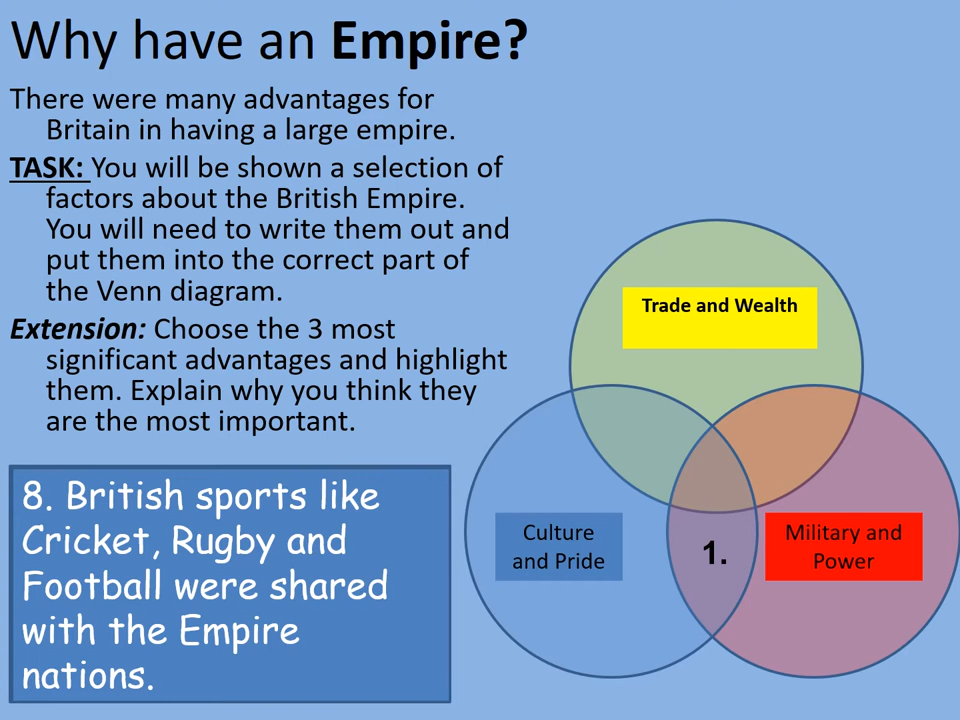 Why have an Empire?
There were many advantages for
Britain in having a large empire.
TASK: You will be shown a selection of
factors about the British Empire.
You will need to write them out and
put them into the correct part of
the Venn diagram.
Extension: Choose the 3 most
significant advantages and highlight
them. Explain why you think they
are the most important.
8. British sports like
Cricket, Rugby and
Football were shared
with the Empire
nations.
Trade and Wealth
Culture
and Pride
1.
Military and
Power